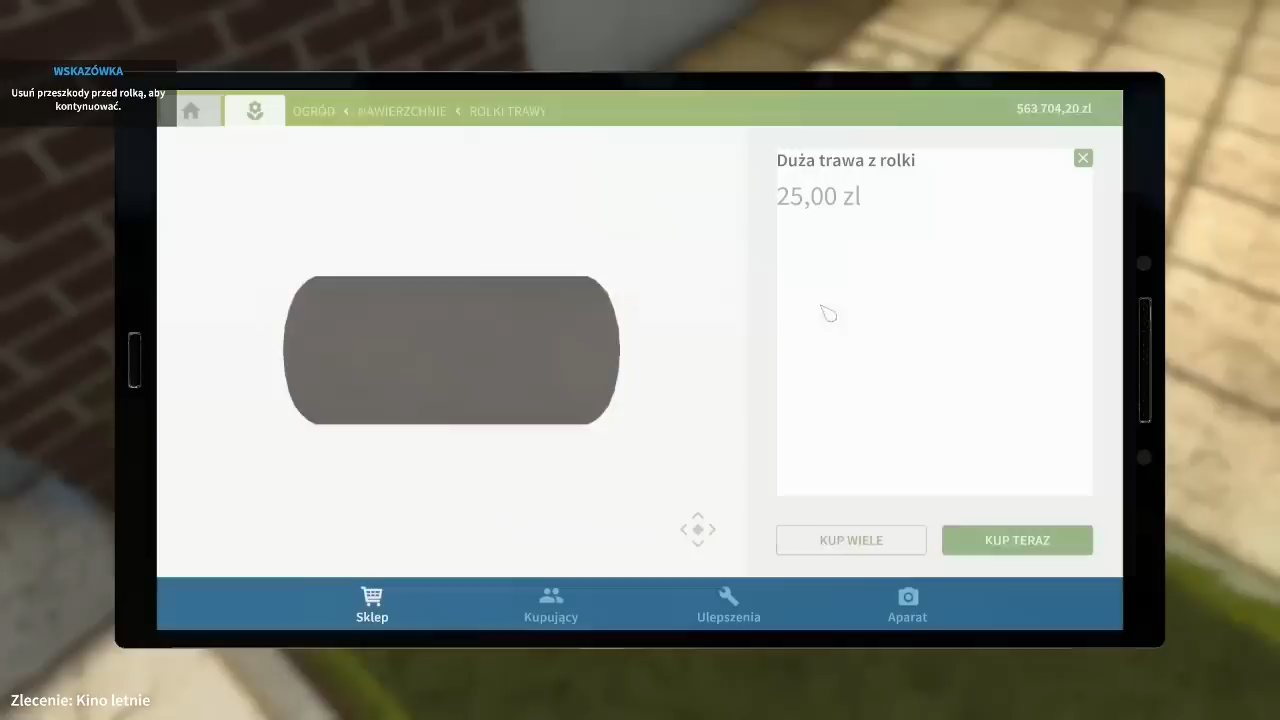 WSKAZÓWKA
Usuń przeszkody przed rolką, aby
kontynuować.
OGRÓD < NAWIERZCHNIE < ROLKI TRAWY
563 704,20 zl
Duża trawa z rolki
25,00 zl
KUP WIELE
KUP TERAZ
Sklep
Kupujący
Ulepszenia
Aparat
Zlecenie: Kino letnie